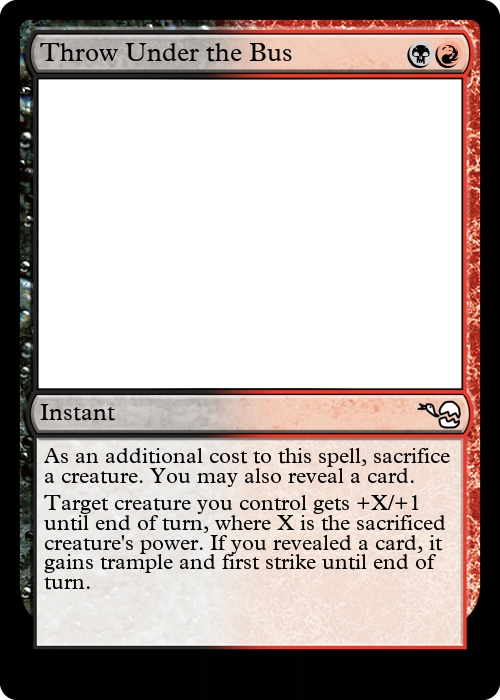 Throw Under the Bus
Instant
As an additional cost to this spell, sacrifice
a creature. You may also reveal a card.
Target creature you control gets +X/+1
until end of turn, where X is the sacrificed
creature's power. If you revealed a card, it
gains trample and first strike until end of
turn.